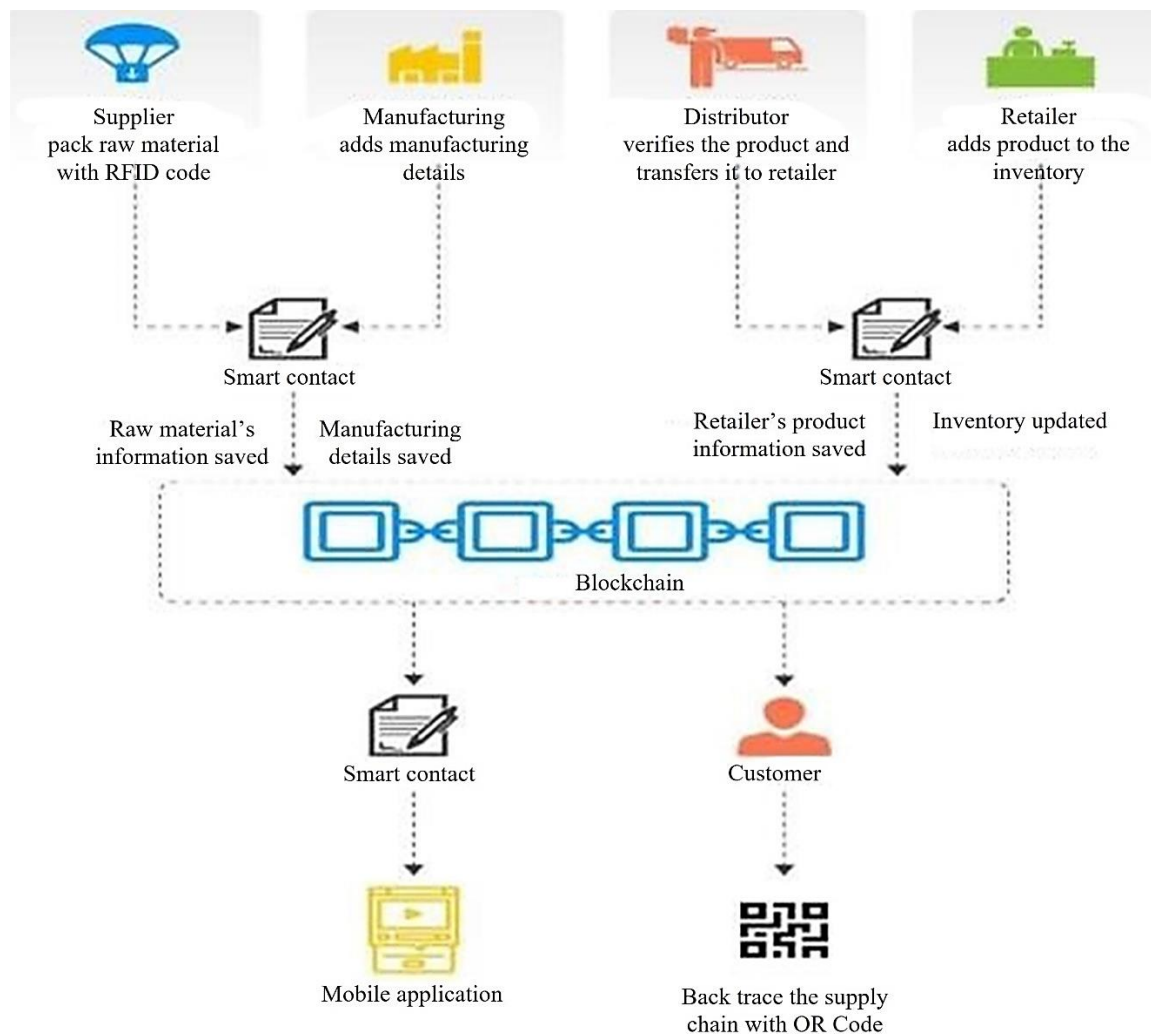 Supplier
pack raw material
with RFID code
Manufacturing
adds manufacturing
details
Distributor
verifies the product and
transfers it to retailer
Retailer
adds product to the
inventory
Smart contact
Smart contact
Raw material's
information saved
Manufacturing
details saved
Retailer's product
information saved
Inventory updated
Blockchain
Smart contact
Customer
Mobile application
Back trace the supply
chain with OR Code